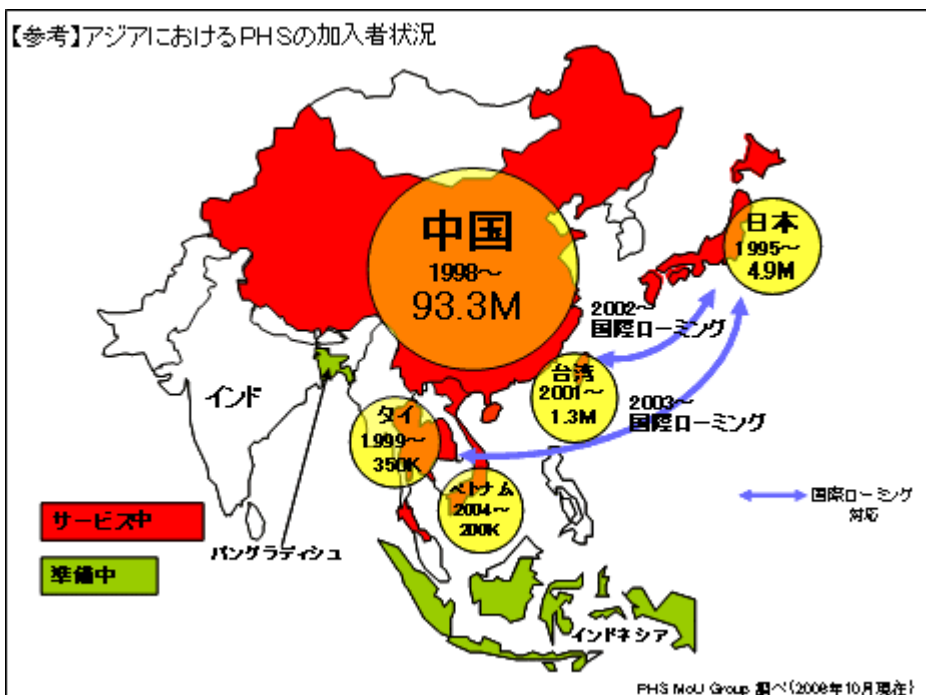 【参考】アジアにおけるPHSの加入者状況
中国
1998～
93.3M
日本
1995～
4.9M
2002～
国際ローミング
台湾
2001～
1.3M
2003～
国際ローミング
インド
タイ
1999～
350K
ベトナム
2004～
200K
国際ローミング
対応
サービス中
バングラディシュ
準備中
インドネシア
PHS MoU Group 調べ(2006年10月現在)